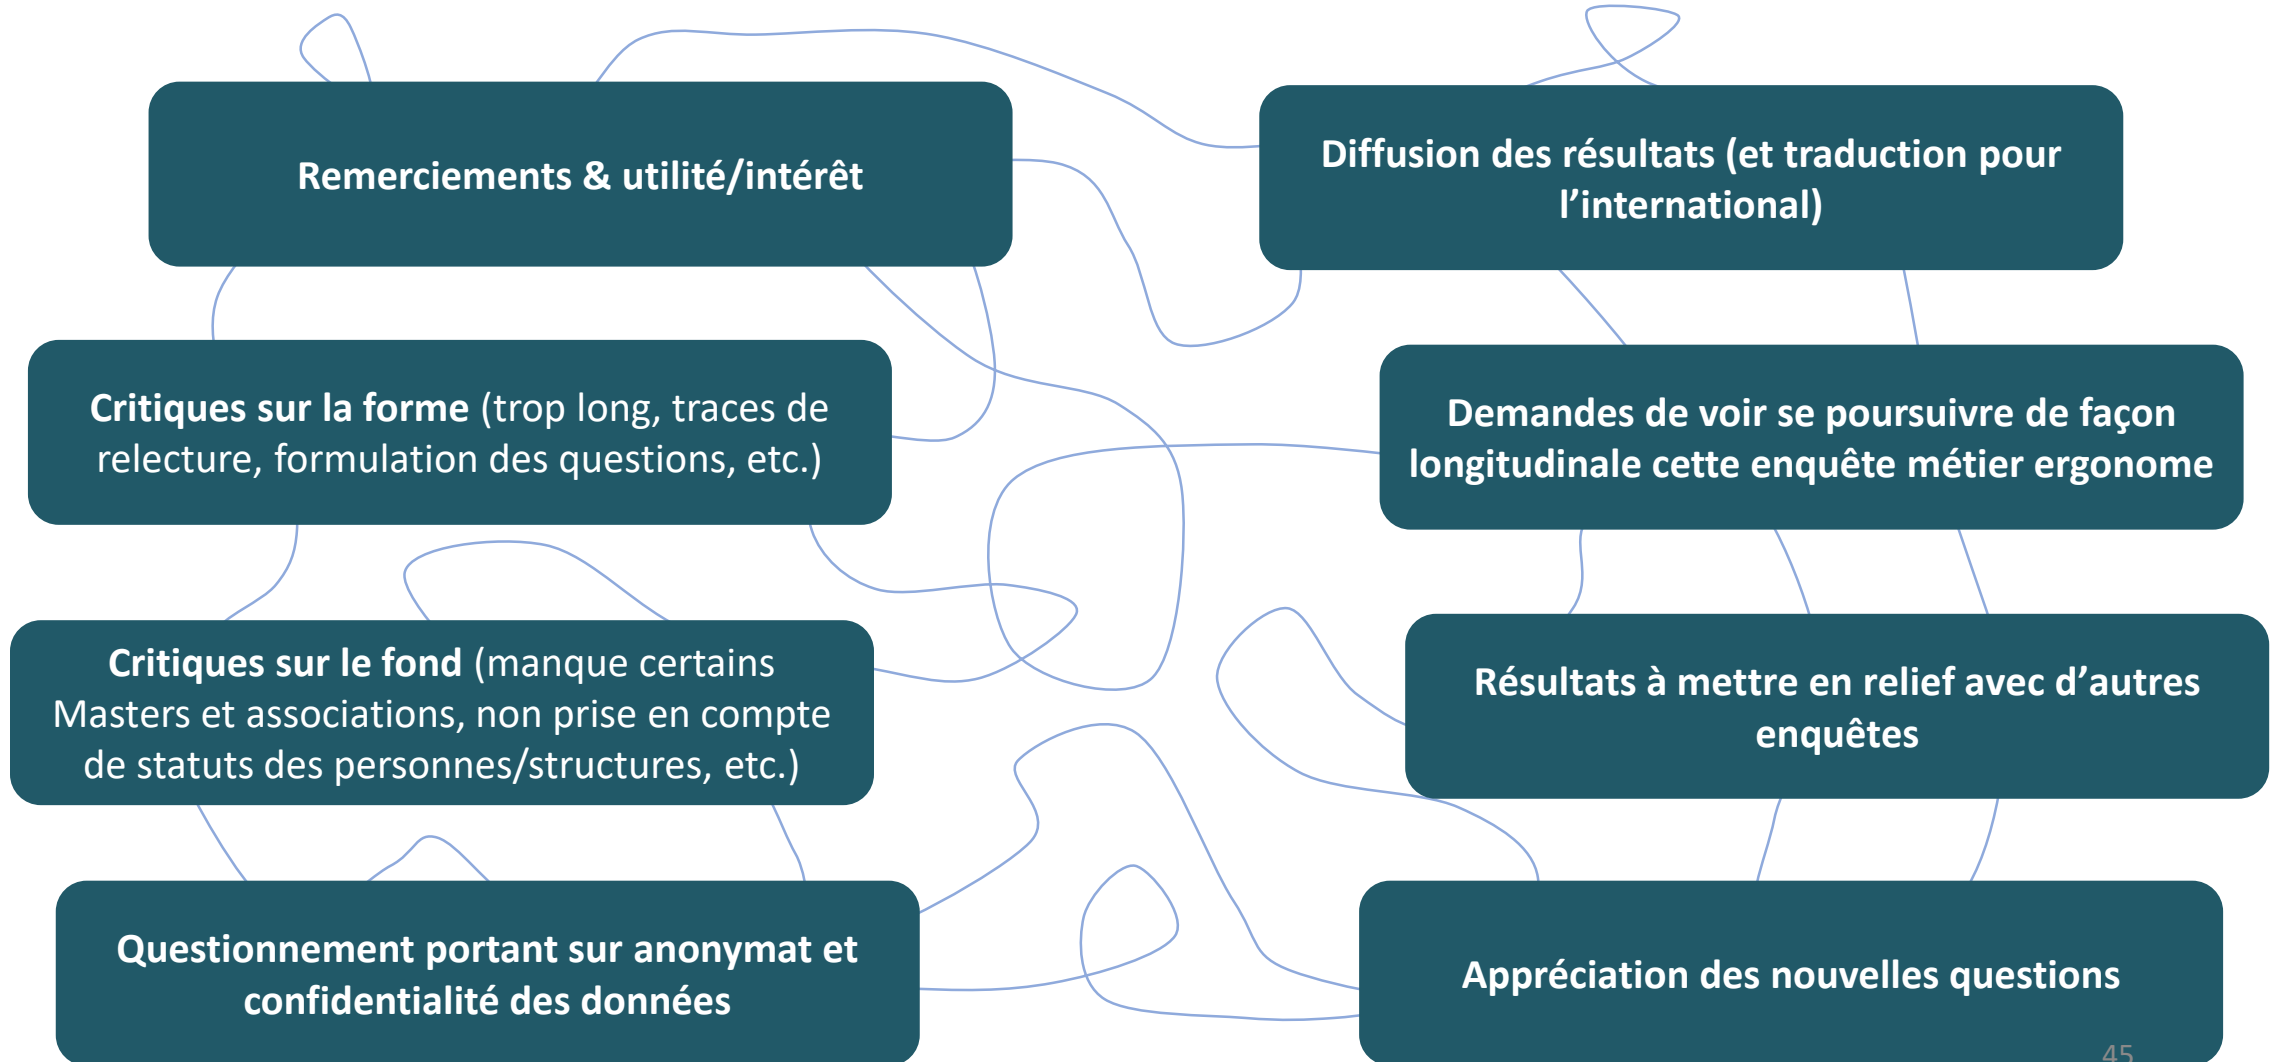 Remerciements & utilité/intérêt
Diffusion des résultats (et traduction pour
l’international)
Critiques sur la forme (trop long, traces de
relecture, formulation des questions, etc.)
Demandes de voir se poursuivre de façon
longitudinale cette enquête métier ergonome
Critiques sur le fond (manque certains
Masters et associations, non prise en compte
de statuts des personnes/structures, etc.)
Résultats à mettre en relief avec d’autres
enquêtes
Questionnement portant sur anonymat et
confidentialité des données
Appréciation des nouvelles questions
45